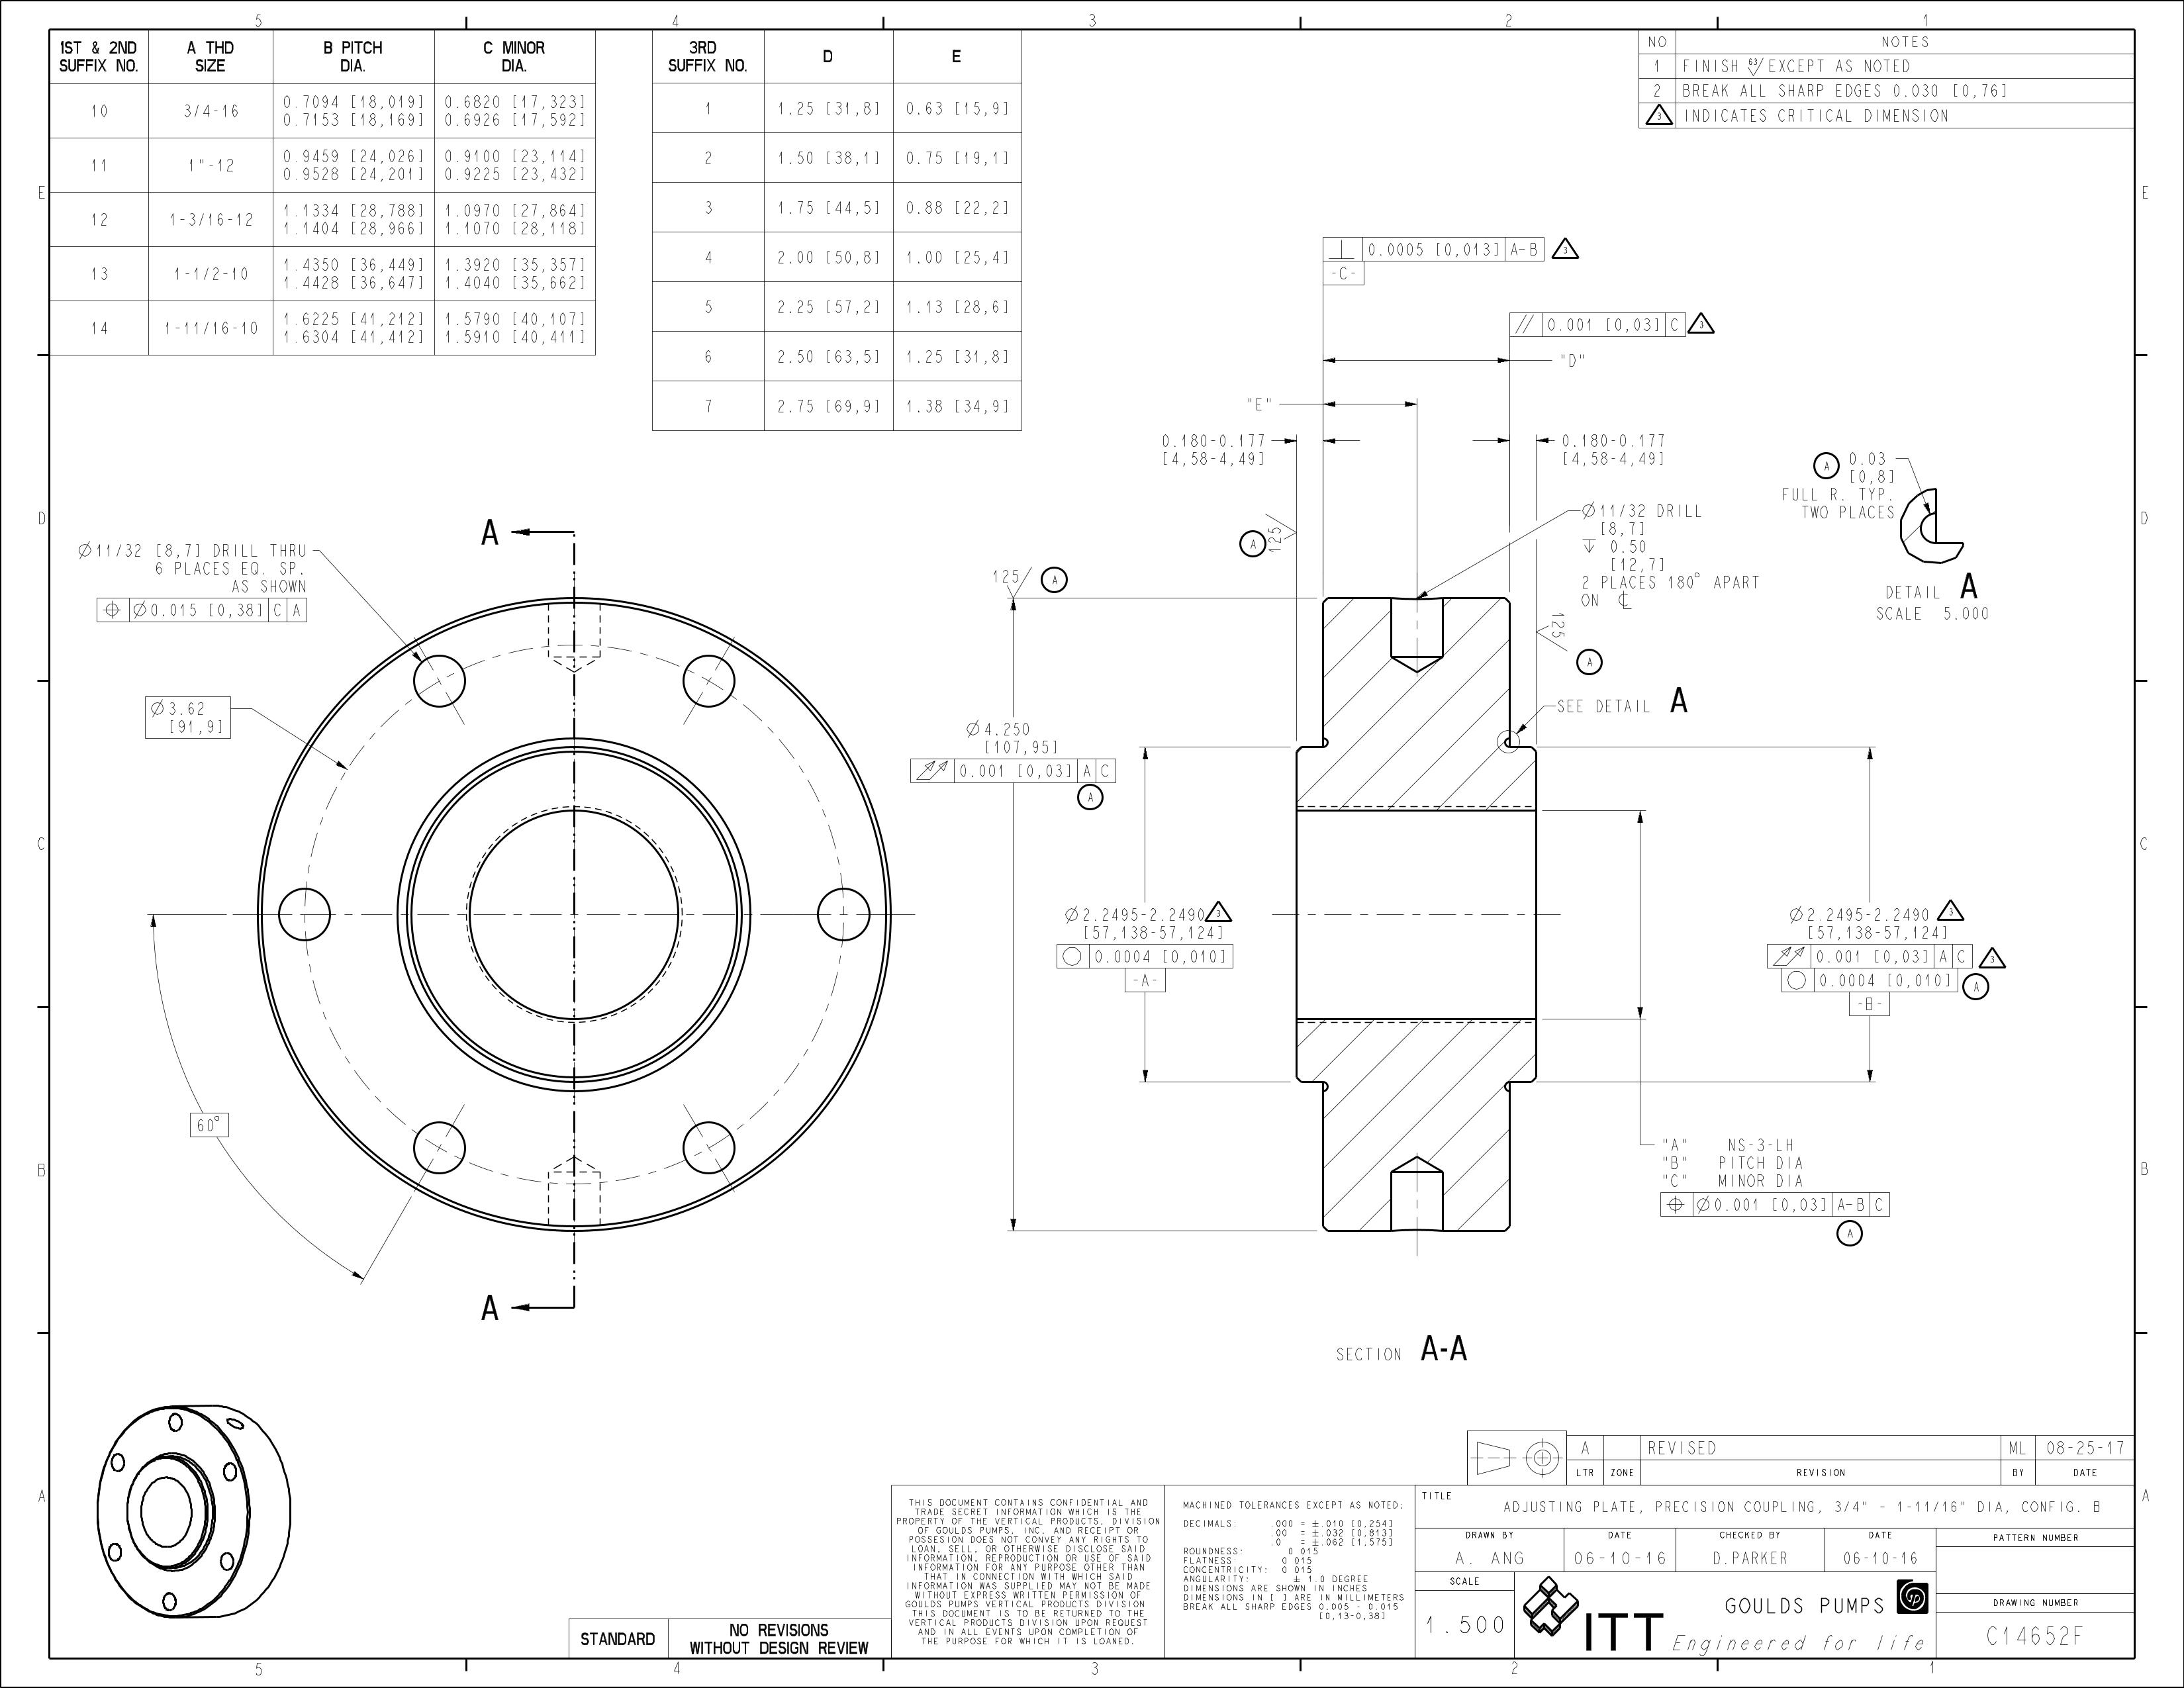 5 4 3 2 1
1ST & 2ND SUFFIX NO. A THD SIZE B PITCH DIA. C MINOR DIA.
10 3/4-16 0.7094 [18,019] 0.6820 [17,323]
0.7153 [18,169] 0.6926 [17,592]
11 1"-12 0.9459 [24,026] 0.9100 [23,114]
0.9528 [24,201] 0.9225 [23,432]
12 1-3/16-12 1.1334 [28,788] 1.0970 [27,864]
1.1404 [28,966] 1.1070 [28,118]
13 1-1/2-10 1.4350 [36,449] 1.3920 [35,357]
1.4428 [36,647] 1.4040 [35,662]
14 1-11/16-10 1.6225 [41,212] 1.5790 [40,107]
1.6304 [41,412] 1.5910 [40,411]
3RD SUFFIX NO. D E
1 1.25 [31,8] 0.63 [15,9]
2 1.50 [38,1] 0.75 [19,1]
3 1.75 [44,5] 0.88 [22,2]
4 2.00 [50,8] 1.00 [25,4]
5 2.25 [57,2] 1.13 [28,6]
6 2.50 [63,5] 1.25 [31,8]
7 2.75 [69,9] 1.38 [34,9]
NO NOTES
1 FINISH 63 EXCEPT AS NOTED
2 BREAK ALL SHARP EDGES 0.030 [0,76]
3 INDICATES CRITICAL DIMENSION
E E
D D
C C
B B
A A
⊥ 0.0005 [0,013] A-B 3
-C-
// 0.001 [0,03] C 3
"D"
"E"
0.180-0.177
[4,58-4,49]
0.180-0.177
[4,58-4,49]
A 0.03
[0,8]
FULL R. TYP.
TWO PLACES
DETAIL A
SCALE 5.000
Ø11/32 DRILL
[8,7]
↧ 0.50
[12,7]
2 PLACES 180° APART
ON ℄
A 125
125 A
125
A
SEE DETAIL A
A
Ø11/32 [8,7] DRILL THRU
6 PLACES EQ. SP.
AS SHOWN
⌖ Ø0.015 [0,38] C A
Ø3.62
[91,9]
60°
A
Ø4.250
[107,95]
0.001 [0,03] A C
A
Ø2.2495-2.2490 3
[57,138-57,124]
○ 0.0004 [0,010]
-A-
Ø2.2495-2.2490 3
[57,138-57,124]
0.001 [0,03] A C 3
○ 0.0004 [0,010] A
-B-
"A" NS-3-LH
"B" PITCH DIA
"C" MINOR DIA
⌖ Ø0.001 [0,03] A-B C
A
SECTION A-A
A REVISED ML 08-25-17
LTR ZONE REVISION BY DATE
THIS DOCUMENT CONTAINS CONFIDENTIAL AND
TRADE SECRET INFORMATION WHICH IS THE
PROPERTY OF THE VERTICAL PRODUCTS, DIVISION
OF GOULDS PUMPS, INC. AND RECEIPT OR
POSSESION DOES NOT CONVEY ANY RIGHTS TO
LOAN, SELL, OR OTHERWISE DISCLOSE SAID
INFORMATION, REPRODUCTION OR USE OF SAID
INFORMATION FOR ANY PURPOSE OTHER THAN
THAT IN CONNECTION WITH WHICH SAID
INFORMATION WAS SUPPLIED MAY NOT BE MADE
WITHOUT EXPRESS WRITTEN PERMISSION OF
GOULDS PUMPS VERTICAL PRODUCTS DIVISION
THIS DOCUMENT IS TO BE RETURNED TO THE
VERTICAL PRODUCTS DIVISION UPON REQUEST
AND IN ALL EVENTS UPON COMPLETION OF
THE PURPOSE FOR WHICH IT IS LOANED.
MACHINED TOLERANCES EXCEPT AS NOTED:
DECIMALS: .000 = ±.010 [0,254]
.00 = ±.032 [0,813]
.0 = ±.062 [1,575]
ROUNDNESS: 0.015
FLATNESS: 0.015
CONCENTRICITY: 0.015
ANGULARITY: ± 1.0 DEGREE
DIMENSIONS ARE SHOWN IN INCHES
DIMENSIONS IN [ ] ARE IN MILLIMETERS
BREAK ALL SHARP EDGES 0.005 - 0.015
[0,13-0,38]
TITLE
ADJUSTING PLATE, PRECISION COUPLING, 3/4" - 1-11/16" DIA, CONFIG. B
DRAWN BY DATE CHECKED BY DATE PATTERN NUMBER
A. ANG 06-10-16 D.PARKER 06-10-16
SCALE
1.500
ITT
GOULDS PUMPS gp
Engineered for life
DRAWING NUMBER
C14652F
STANDARD
NO REVISIONS
WITHOUT DESIGN REVIEW
5 4 3 2 1